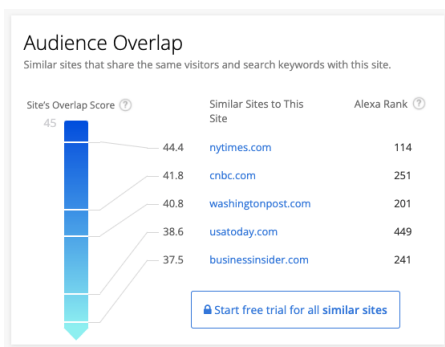 Audience Overlap
Similar sites that share the same visitors and search keywords with this site.
Site's Overlap Score ?
Similar Sites to This
Site
Alexa Rank ?
45
44.4 nytimes.com 114
41.8 cnbc.com 251
40.8 washingtonpost.com 201
38.6 usatoday.com 449
37.5 businessinsider.com 241
Start free trial for all similar sites